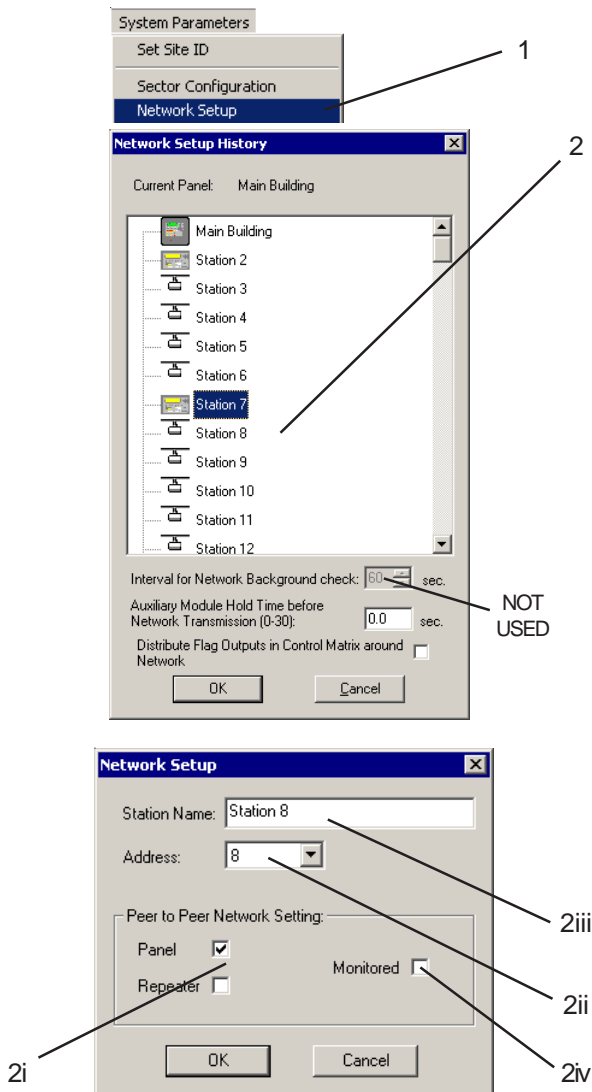 System Parameters
Set Site ID
1
Sector Configuration
Network Setup
Network Setup History
2
Current Panel: Main Building
Main Building
Station 2
Station 3
Station 4
Station 5
Station 6
Station 7
Station 8
Station 9
Station 10
Station 11
Station 12
Interval for Network Background check: 60 sec.
NOT
USED
Auxiliary Module Hold Time before
Network Transmission (0-30): 0.0 sec.
Distribute Flag Outputs in Control Matrix around
Network
OK Cancel
Network Setup
Station Name: Station 8
Address: 8
Peer to Peer Network Setting:
2iii
Panel
Monitored
Repeater
2ii
OK Cancel
2i
2iv